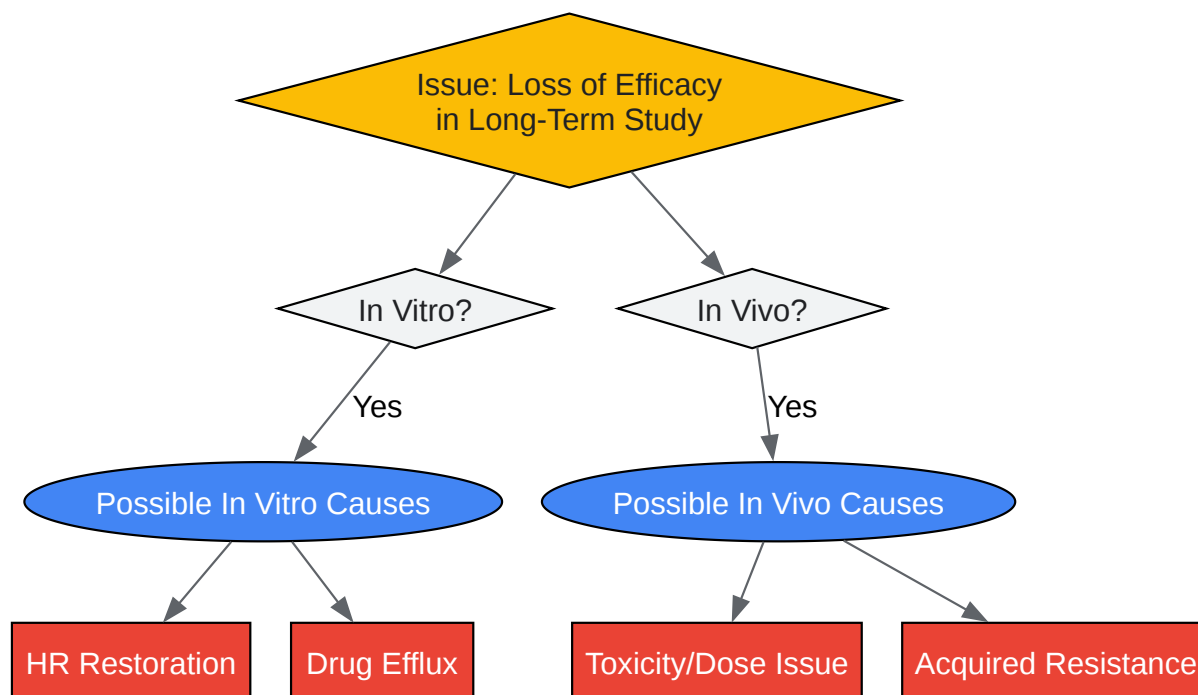 Issue: Loss of Efficacy
in Long-Term Study
In Vitro?
In Vivo?
Yes
Yes
Possible In Vitro Causes
Possible In Vivo Causes
HR Restoration
Drug Efflux
Toxicity/Dose Issue
Acquired Resistance